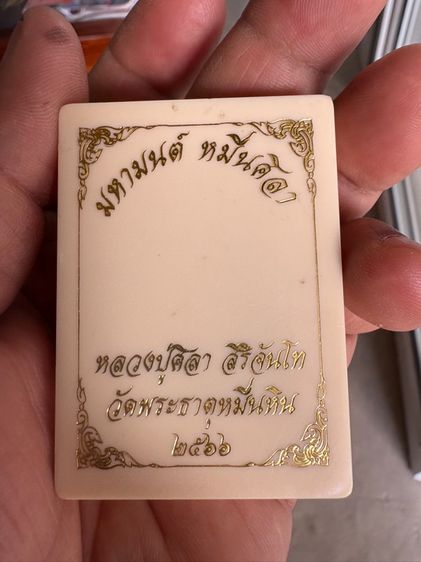 มหามนต์ หมื่นศิลา
หลวงปู่ศิลา สิริจันโท
วัดพระธาตุหมื่นหิน
๒๕๖๖